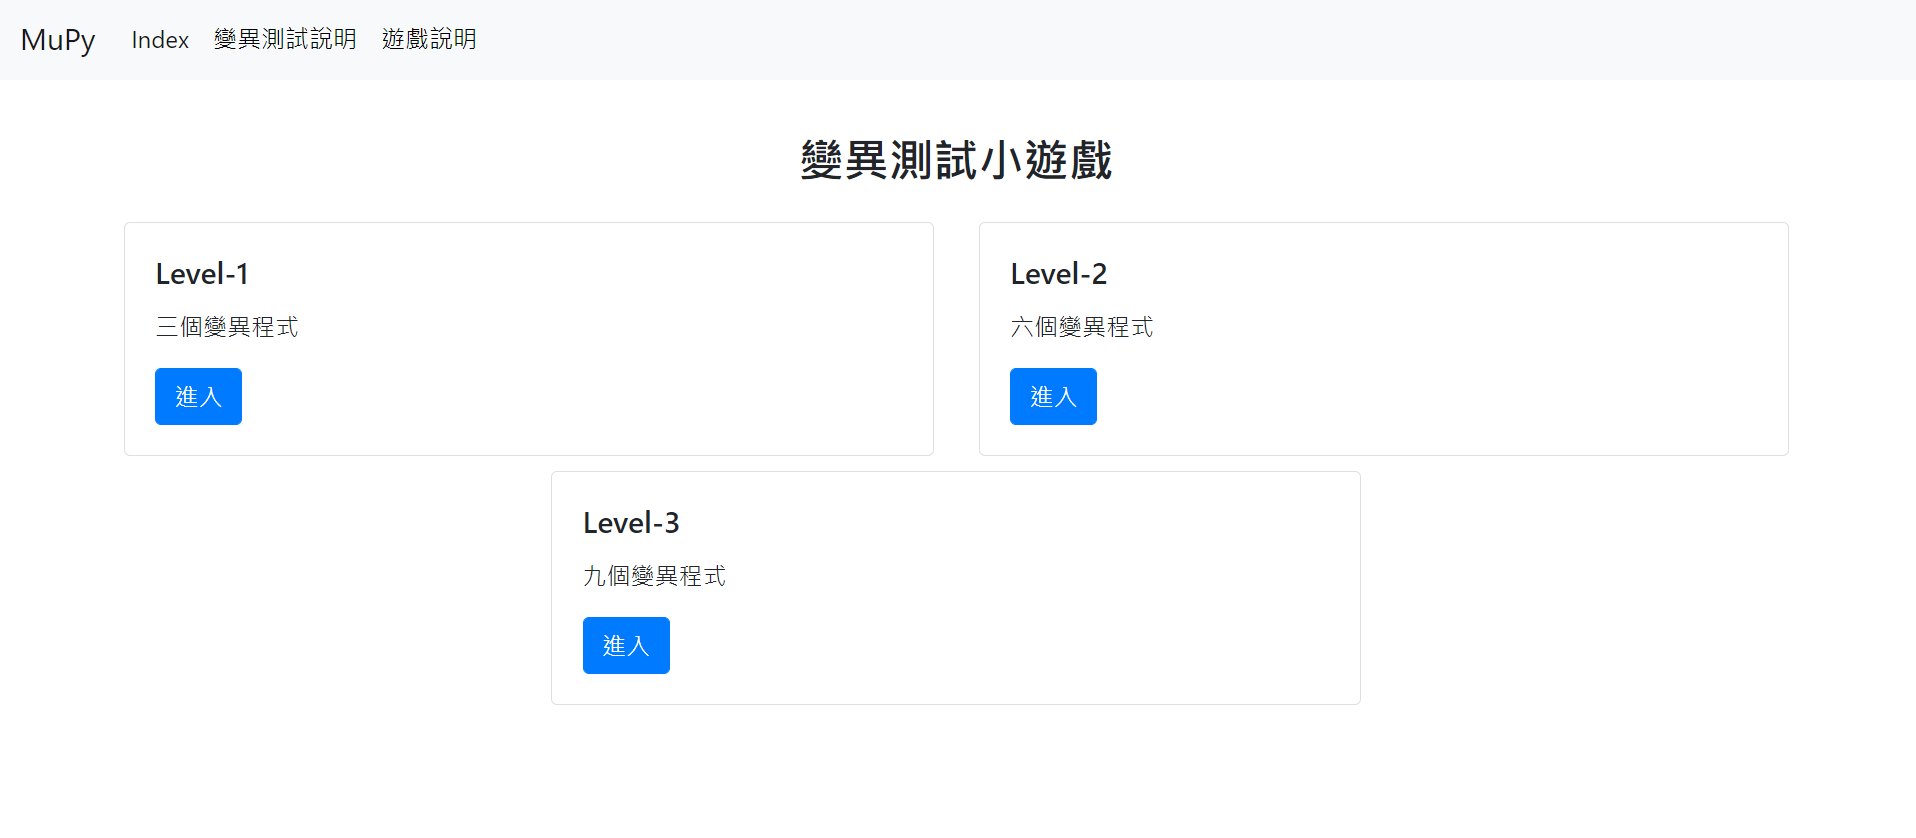 MuPy Index 變異測試說明 遊戲說明
變異測試小遊戲
Level-1
三個變異程式
進入
Level-2
六個變異程式
進入
Level-3
九個變異程式
進入